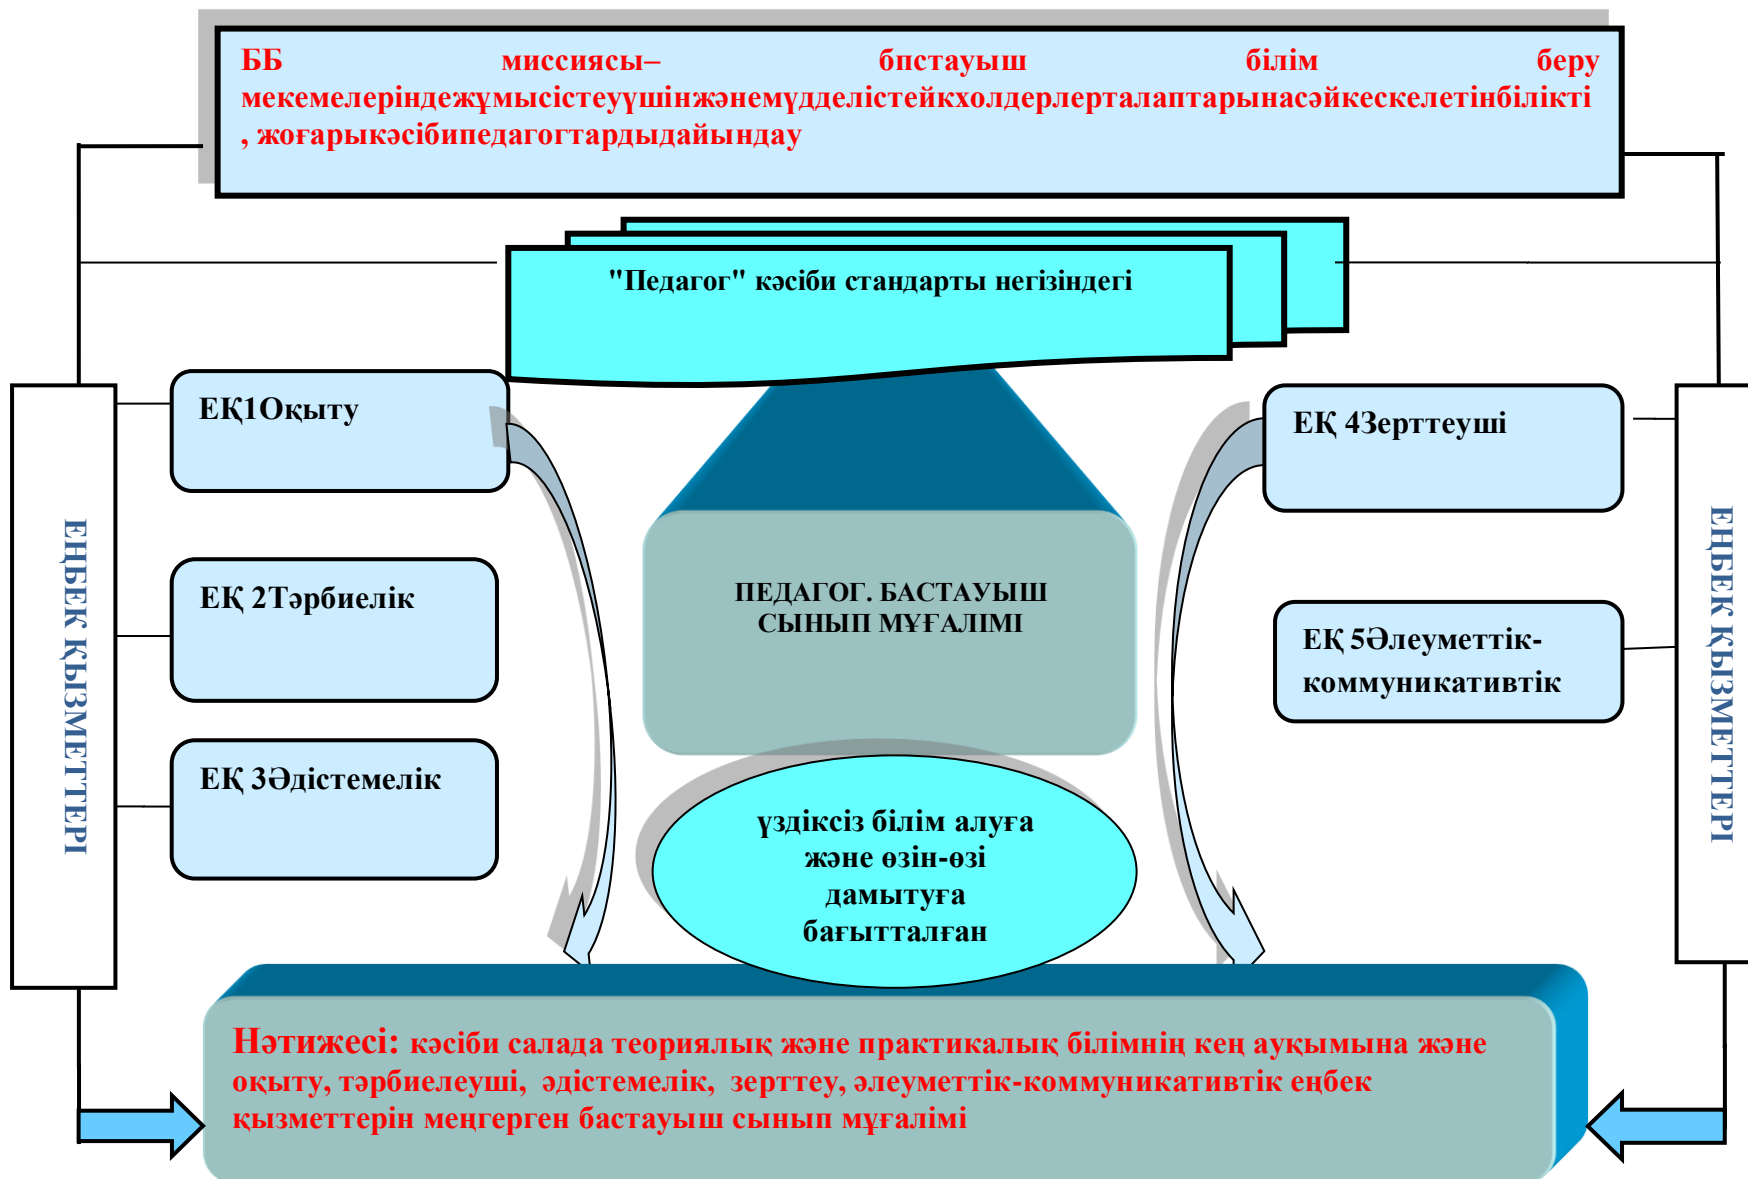 ББ миссиясы– бпстауыш білім беру
мекемелеріндежұмысістеуүшінжәнемүдделістейкхолдерлерталаптарынасәйкескелетінбілікті
, жоғарыкәсібипедагогтардыдайындау
"Педагог" кәсіби стандарты негізіндегі
ЕҚ1Оқыту
ЕҚ 2Тәрбиелік
ЕҚ 3Әдістемелік
ЕҢБЕК ҚЫЗМЕТТЕРІ
ПЕДАГОГ. БАСТАУЫШ
СЫНЫП МҰҒАЛІМІ
үздіксіз білім алуға
және өзін-өзі
дамытуға
бағытталған
ЕҚ 4Зерттеуші
ЕҚ 5Әлеуметтік-
коммуникативтік
ЕҢБЕК ҚЫЗМЕТТЕРІ
Нәтижесі: кәсіби салада теориялық және практикалық білімнің кең ауқымына және
оқыту, тәрбиелеуші, әдістемелік, зерттеу, әлеуметтік-коммуникативтік еңбек
қызметтерін меңгерген бастауыш сынып мұғалімі